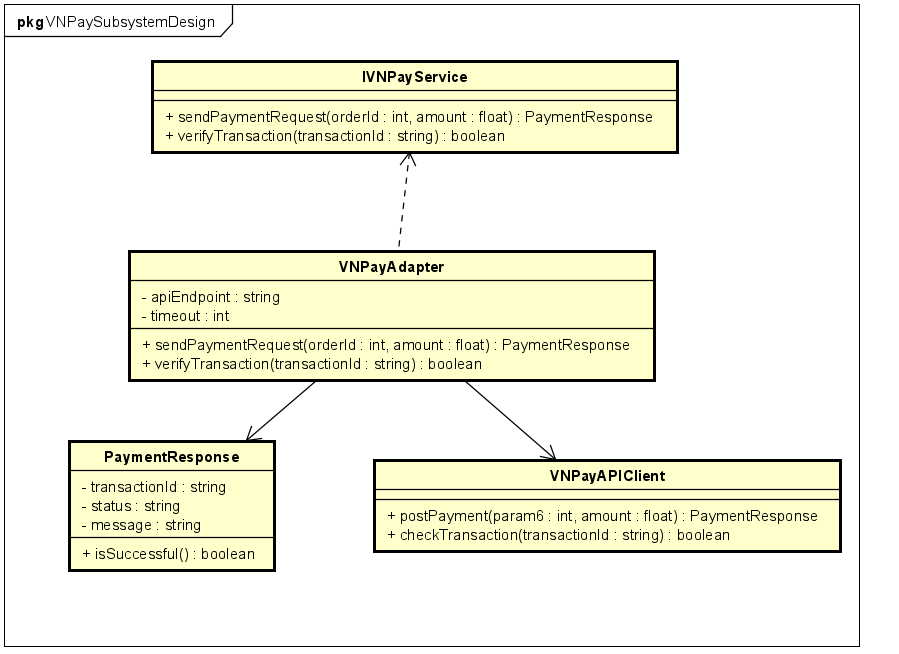 pkg VNPaySubsystemDesign
IVNPayService
+ sendPaymentRequest(orderId : int, amount : float) : PaymentResponse
+ verifyTransaction(transactionId : string) : boolean
VNPayAdapter
- apiEndpoint : string
- timeout : int
+ sendPaymentRequest(orderId : int, amount : float) : PaymentResponse
+ verifyTransaction(transactionId : string) : boolean
PaymentResponse
- transactionId : string
- status : string
- message : string
+ isSuccessful() : boolean
VNPayAPIClient
+ postPayment(param6 : int, amount : float) : PaymentResponse
+ checkTransaction(transactionId : string) : boolean